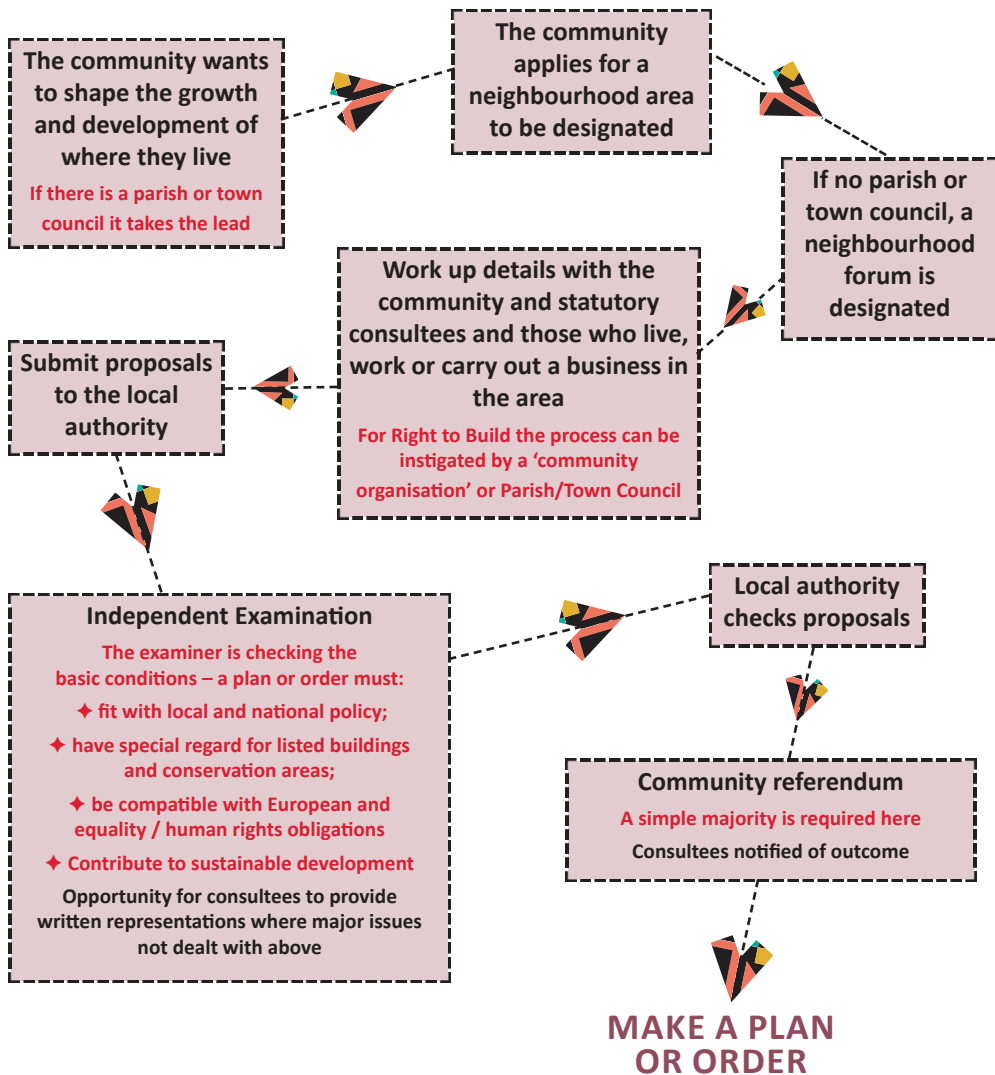 The community wants
to shape the growth
and development of
where they live
If there is a parish or town
council it takes the lead
The community
applies for a
neighbourhood area
to be designated
If no parish or
town council, a
neighbourhood
forum is
designated
Work up details with the
community and statutory
consultees and those who live,
work or carry out a business in
the area
For Right to Build the process can be
instigated by a ‘community
organisation’ or Parish/Town Council
Submit proposals
to the local
authority
Independent Examination
The examiner is checking the
basic conditions – a plan or order must:
✦ fit with local and national policy;
✦ have special regard for listed buildings
and conservation areas;
✦ be compatible with European and
equality / human rights obligations
✦ Contribute to sustainable development
Opportunity for consultees to provide
written representations where major issues
not dealt with above
Local authority
checks proposals
Community referendum
A simple majority is required here
Consultees notified of outcome
MAKE A PLAN
OR ORDER